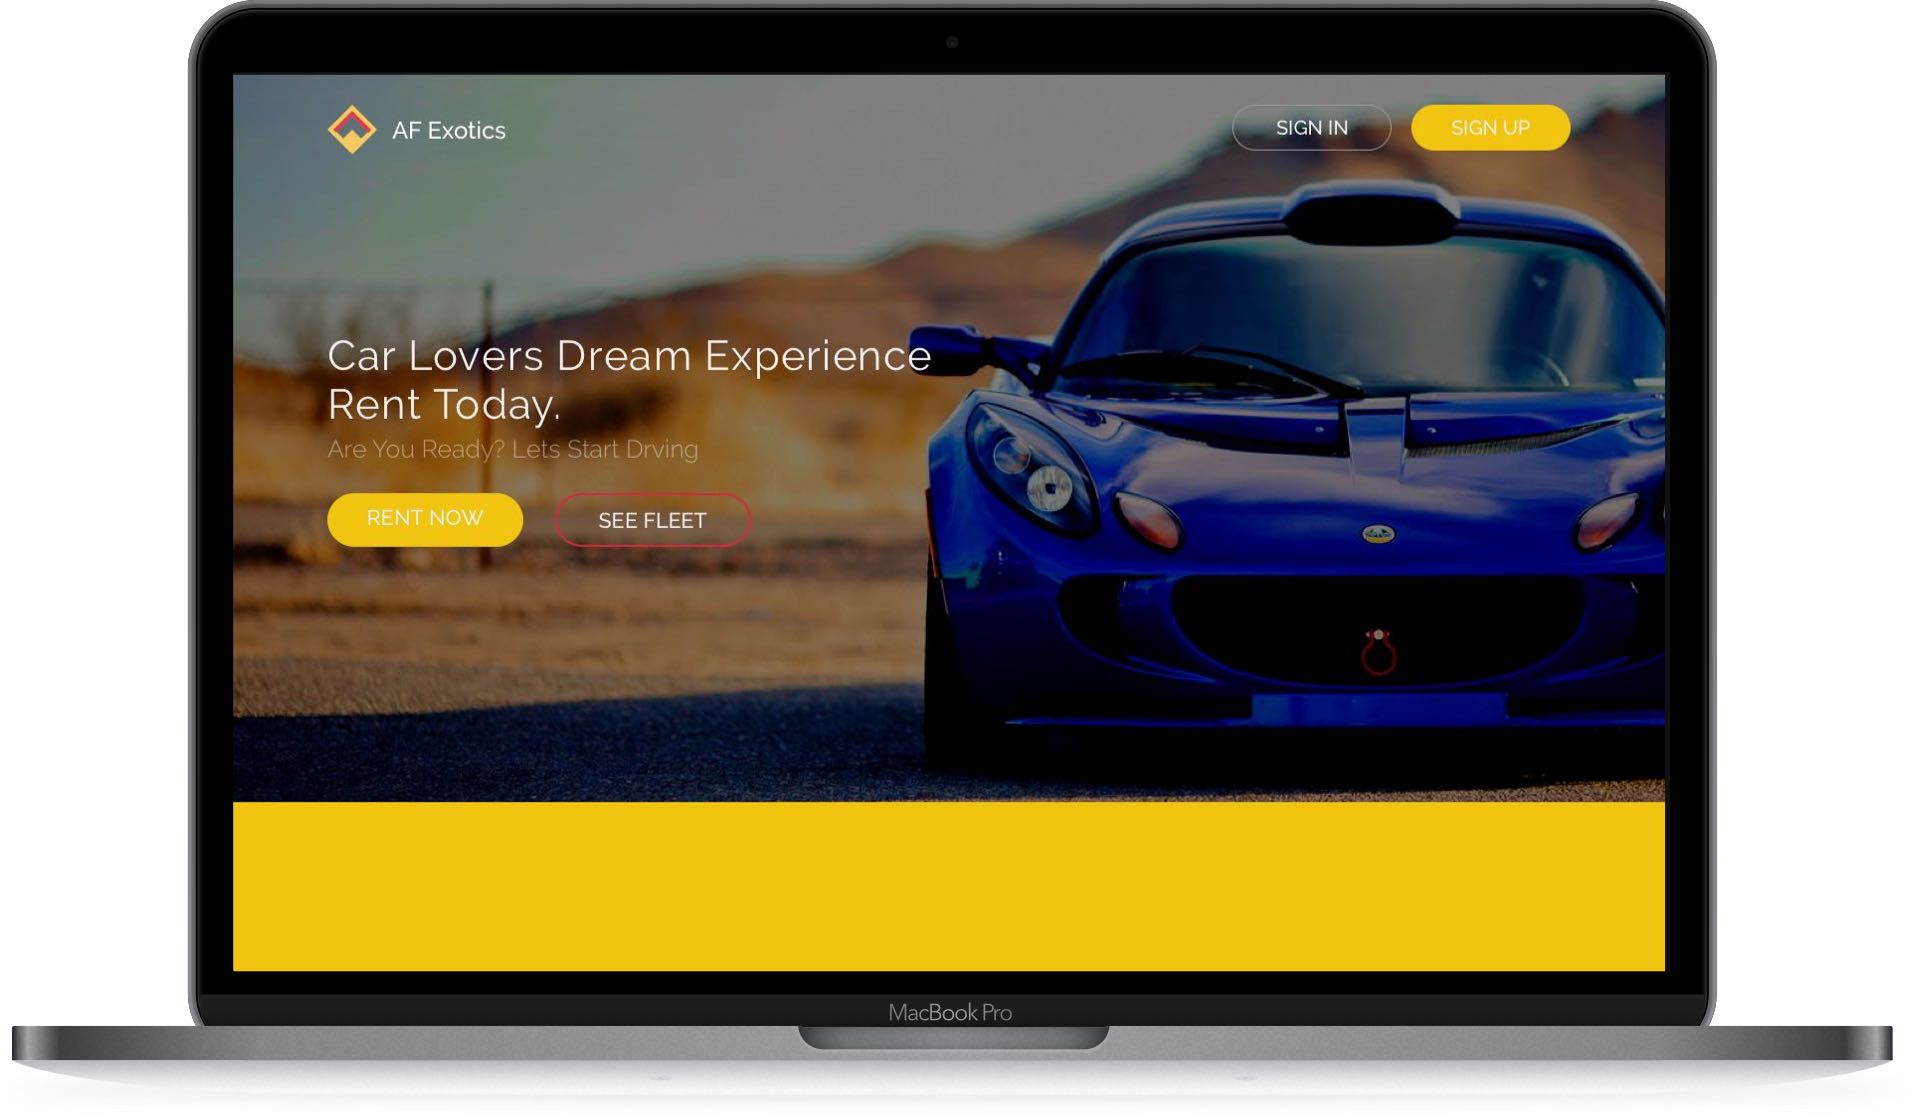 AF Exotics
SIGN IN
SIGN UP
Car Lovers Dream Experience
Rent Today.
Are You Ready? Lets Start Drving
RENT NOW
SEE FLEET
MacBook Pro